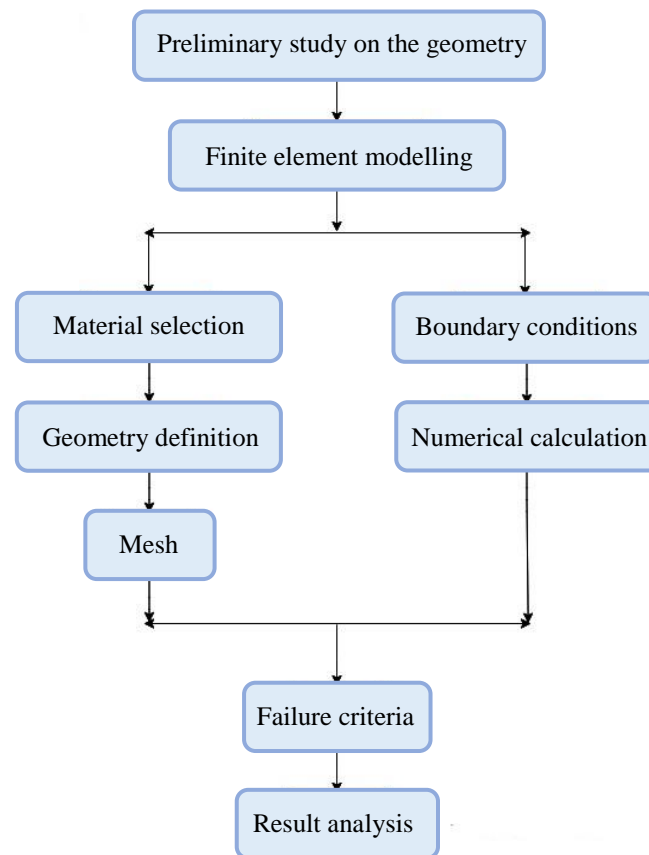 Preliminary study on the geometry
Finite element modelling
Material selection
Boundary conditions
Geometry definition
Numerical calculation
Mesh
Failure criteria
Result analysis